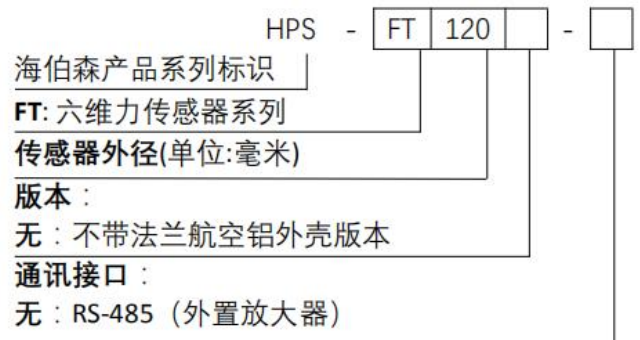 HPS - FT 120 -
海伯森产品系列标识
FT: 六维力传感器系列
传感器外径(单位:毫米)
版本：
无：不带法兰航空铝外壳版本
通讯接口：
无：RS-485（外置放大器）